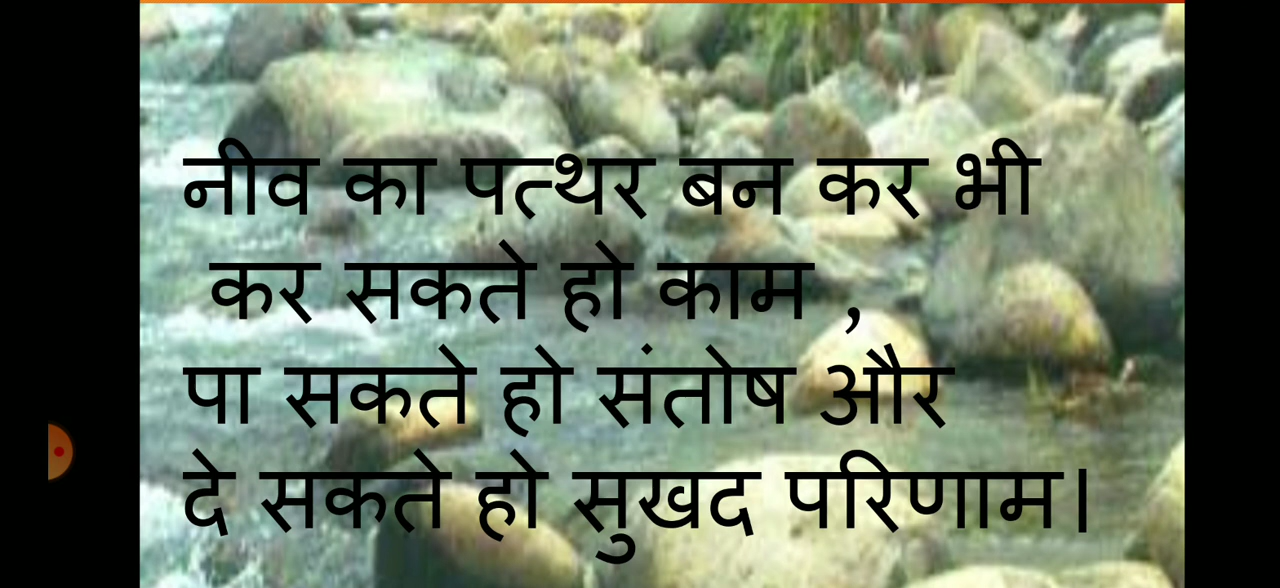 नीव का पत्थर बन कर भी
कर सकते हो काम ,
पा सकते हो संतोष और
दे सकते हो सुखद परिणाम।